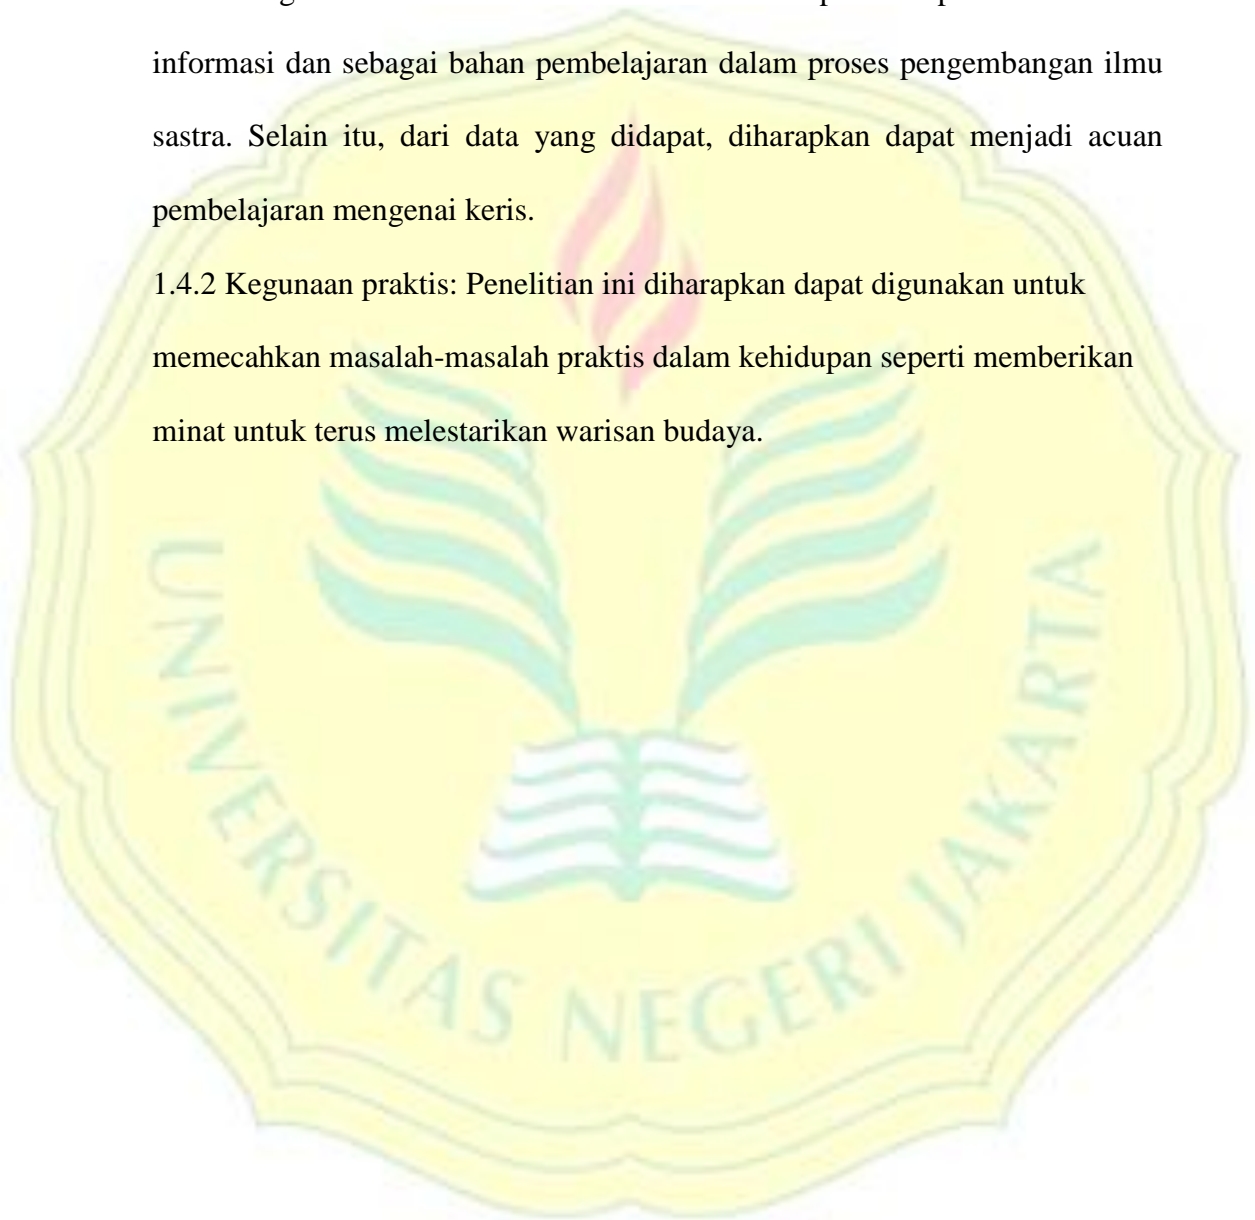 informasi dan sebagai bahan pembelajaran dalam proses pengembangan ilmu
sastra. Selain itu, dari data yang didapat, diharapkan dapat menjadi acuan
pembelajaran mengenai keris.
1.4.2 Kegunaan praktis: Penelitian ini diharapkan dapat digunakan untuk
memecahkan masalah-masalah praktis dalam kehidupan seperti memberikan
minat untuk terus melestarikan warisan budaya.
UNIVERSITAS NEGERI JAKARTA